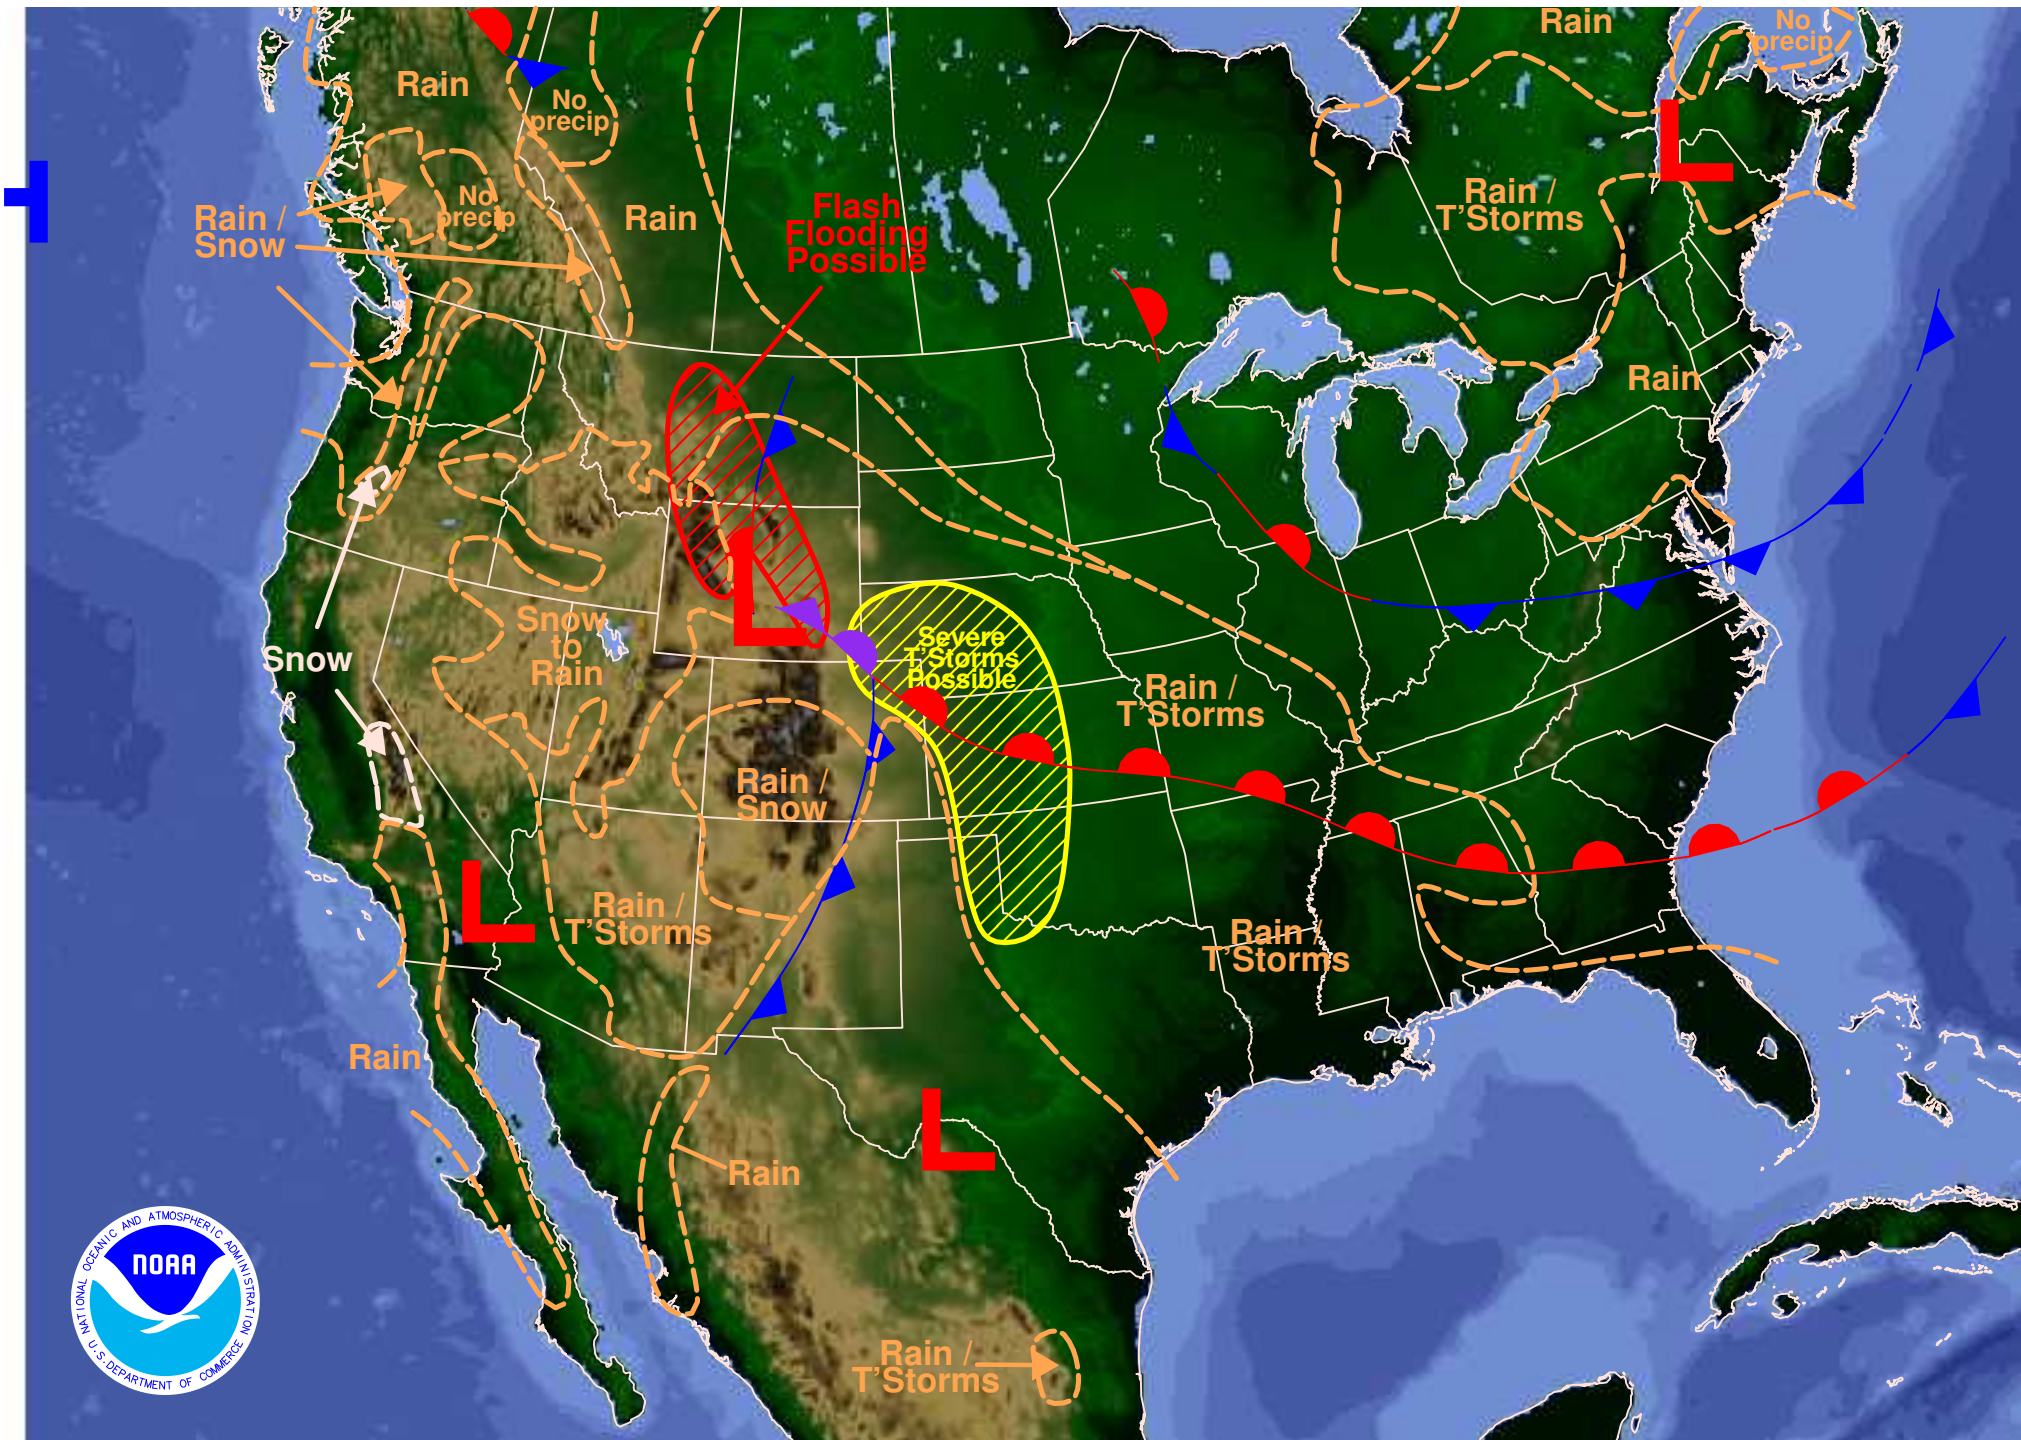 Rain
No
precip
Rain
No
precip
Rain /
Snow
No
precip
Rain
Flash
Flooding
Possible
Rain /
T'Storms
L
Rain
L
Snow
to
Rain
Snow
Severe
T'Storms
Possible
Rain /
T'Storms
Rain /
Snow
L
Rain /
T'Storms
Rain /
T'Storms
Rain
L
Rain
Rain /
T'Storms
NATIONAL OCEANIC AND ATMOSPHERIC ADMINISTRATION
NOAA
U.S. DEPARTMENT OF COMMERCE